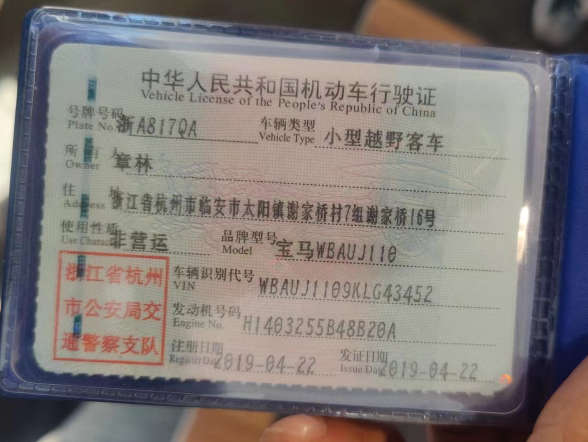 中华人民共和国机动车行驶证
Vehicle License of the People's Republic of China
号牌号码 浙A817QA 车辆类型 小型越野客车
Plate No. Vehicle Type
所有人 章林
Owner
住址 浙江省杭州市临安市太阳镇谢家桥村7组谢家桥16号
Address
使用性质 非营运 品牌型号 宝马WBAUJ110
Use Character Model
浙江省杭州
市公安局交
通警察支队
车辆识别代号 WBAUJ1109KLG43452
VIN
发动机号码 H1403255B48B20A
Engine No.
注册日期 2019-04-22 发证日期 2019-04-22
Register Date Issue Date